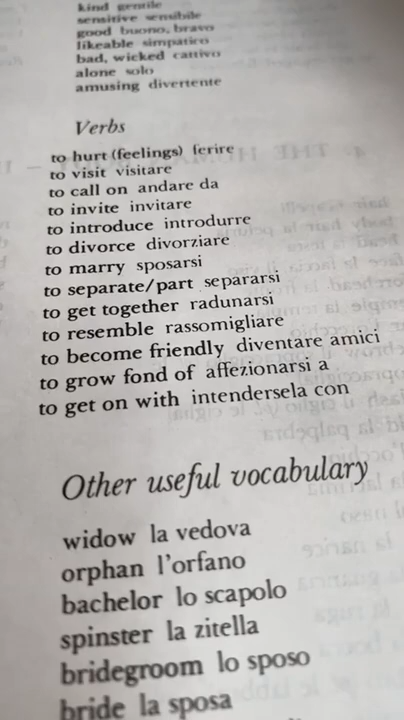 kind gentile
sensitive sensibile
good buono, bravo
likeable simpatico
bad, wicked cattivo
alone solo
amusing divertente
Verbs
to hurt (feelings) ferire
to visit visitare
to call on andare da
to invite invitare
to introduce introdurre
to divorce divorziare
to marry sposarsi
to separate/part separarsi
to get together radunarsi
to resemble rassomigliare
to become friendly diventare amici
to grow fond of affezionarsi a
to get on with intendersela con
Other useful vocabulary
widow la vedova
orphan l'orfano
bachelor lo scapolo
spinster la zitella
bridegroom lo sposo
bride la sposa